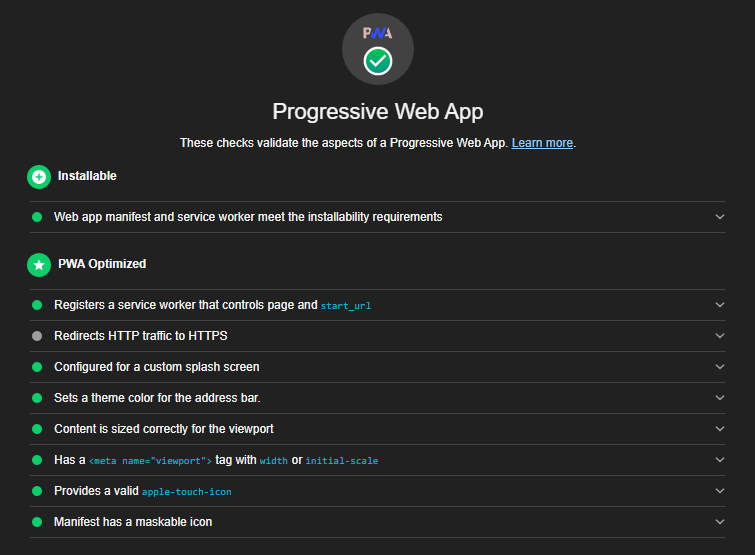 PWA
Progressive Web App
These checks validate the aspects of a Progressive Web App. Learn more.
Installable
Web app manifest and service worker meet the installability requirements
PWA Optimized
Registers a service worker that controls page and start_url
Redirects HTTP traffic to HTTPS
Configured for a custom splash screen
Sets a theme color for the address bar.
Content is sized correctly for the viewport
Has a <meta name="viewport"> tag with width or initial-scale
Provides a valid apple-touch-icon
Manifest has a maskable icon